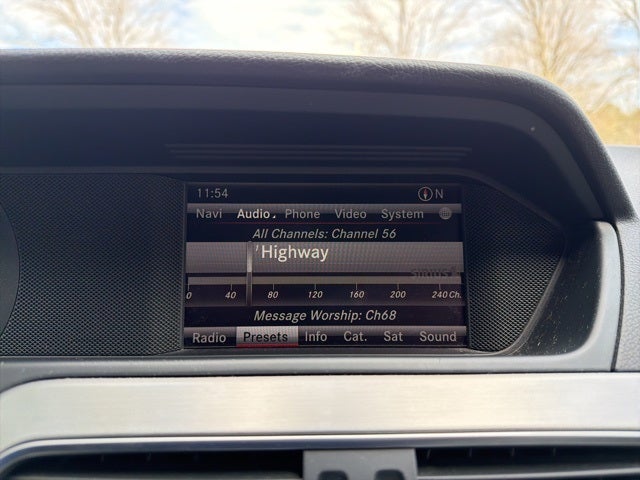 11:54 N
Navi Audio Phone Video System
All Channels: Channel 56
'Highway
SIRIUS
0 40 80 120 160 200 240 Ch.
Message Worship: Ch68
Radio Presets Info Cat. Sat Sound